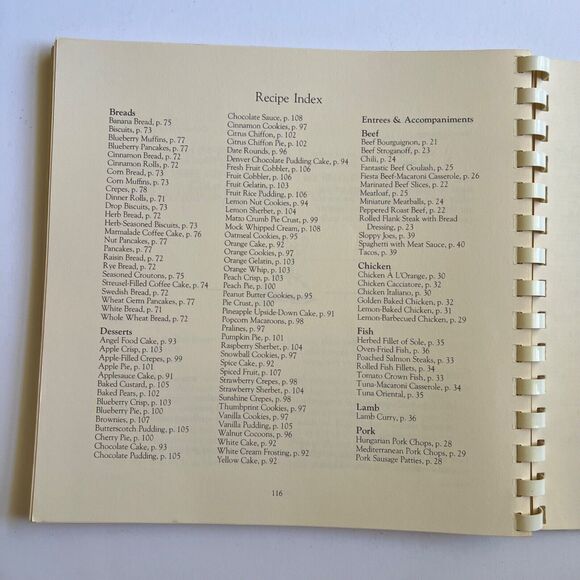 Recipe Index
Breads
Banana Bread, p. 75
Biscuits, p. 73
Blueberry Muffins, p. 77
Blueberry Pancakes, p. 77
Cinnamon Bread, p. 72
Cinnamon Rolls, p. 72
Corn Bread, p. 73
Corn Muffins, p. 73
Crepes, p. 78
Dinner Rolls, p. 71
Drop Biscuits, p. 73
Herb Bread, p. 72
Herb-Seasoned Biscuits, p. 73
Marmalade Coffee Cake, p. 76
Nut Pancakes, p. 77
Pancakes, p. 77
Raisin Bread, p. 72
Rye Bread, p. 72
Seasoned Croutons, p. 75
Streusel-Filled Coffee Cake, p. 74
Swedish Bread, p. 72
Wheat Germ Pancakes, p. 77
White Bread, p. 71
Whole Wheat Bread, p. 72
Desserts
Angel Food Cake, p. 93
Apple Crisp, p. 103
Apple-Filled Crepes, p. 99
Apple Pie, p. 101
Applesauce Cake, p. 91
Baked Custard, p. 105
Baked Pears, p. 102
Blueberry Crisp, p. 103
Blueberry Pie, p. 100
Brownies, p. 107
Butterscotch Pudding, p. 105
Cherry Pie, p. 100
Chocolate Cake, p. 93
Chocolate Pudding, p. 105
Chocolate Sauce, p. 108
Cinnamon Cookies, p. 97
Citrus Chiffon, p. 102
Citrus Chiffon Pie, p. 102
Date Rounds, p. 96
Denver Chocolate Pudding Cake, p. 94
Fresh Fruit Cobbler, p. 106
Fruit Cobbler, p. 106
Fruit Gelatin, p. 103
Fruit Rice Pudding, p. 106
Lemon Nut Cookies, p. 94
Lemon Sherbet, p. 104
Matzo Crumb Pie Crust, p. 99
Mock Whipped Cream, p. 108
Oatmeal Cookies, p. 95
Orange Cake, p. 92
Orange Cookies, p. 97
Orange Gelatin, p. 103
Orange Whip, p. 103
Peach Crisp, p. 103
Peach Pie, p. 100
Peanut Butter Cookies, p. 95
Pie Crust, p. 100
Pineapple Upside-Down Cake, p. 91
Popcorn Macaroons, p. 98
Pralines, p. 97
Pumpkin Pie, p. 101
Raspberry Sherbet, p. 104
Snowball Cookies, p. 97
Spice Cake, p. 92
Spiced Fruit, p. 107
Strawberry Crepes, p. 98
Strawberry Sherbet, p. 104
Sunshine Crepes, p. 98
Thumbprint Cookies, p. 97
Vanilla Cookies, p. 97
Vanilla Pudding, p. 105
Walnut Cocoons, p. 96
White Cake, p. 92
White Cream Frosting, p. 92
Yellow Cake, p. 92
Entrees & Accompaniments
Beef
Beef Bourguignon, p. 21
Beef Stroganoff, p. 23
Chili, p. 24
Fantastic Beef Goulash, p. 25
Fiesta Beef-Macaroni Casserole, p. 26
Marinated Beef Slices, p. 22
Meatloaf, p. 25
Miniature Meatballs, p. 24
Peppered Roast Beef, p. 22
Rolled Flank Steak with Bread
Dressing, p. 23
Sloppy Joes, p. 39
Spaghetti with Meat Sauce, p. 40
Tacos, p. 39
Chicken
Chicken À L'Orange, p. 30
Chicken Cacciatore, p. 32
Chicken Italiano, p. 30
Golden Baked Chicken, p. 32
Lemon-Baked Chicken, p. 31
Lemon-Barbecued Chicken, p. 29
Fish
Herbed Fillet of Sole, p. 35
Oven-Fried Fish, p. 36
Poached Salmon Steaks, p. 33
Rolled Fish Fillets, p. 34
Tomato Crown Fish, p. 33
Tuna-Macaroni Casserole, p. 34
Tuna Oriental, p. 35
Lamb
Lamb Curry, p. 36
Pork
Hungarian Pork Chops, p. 28
Mediterranean Pork Chops, p. 29
Pork Sausage Patties, p. 28
116